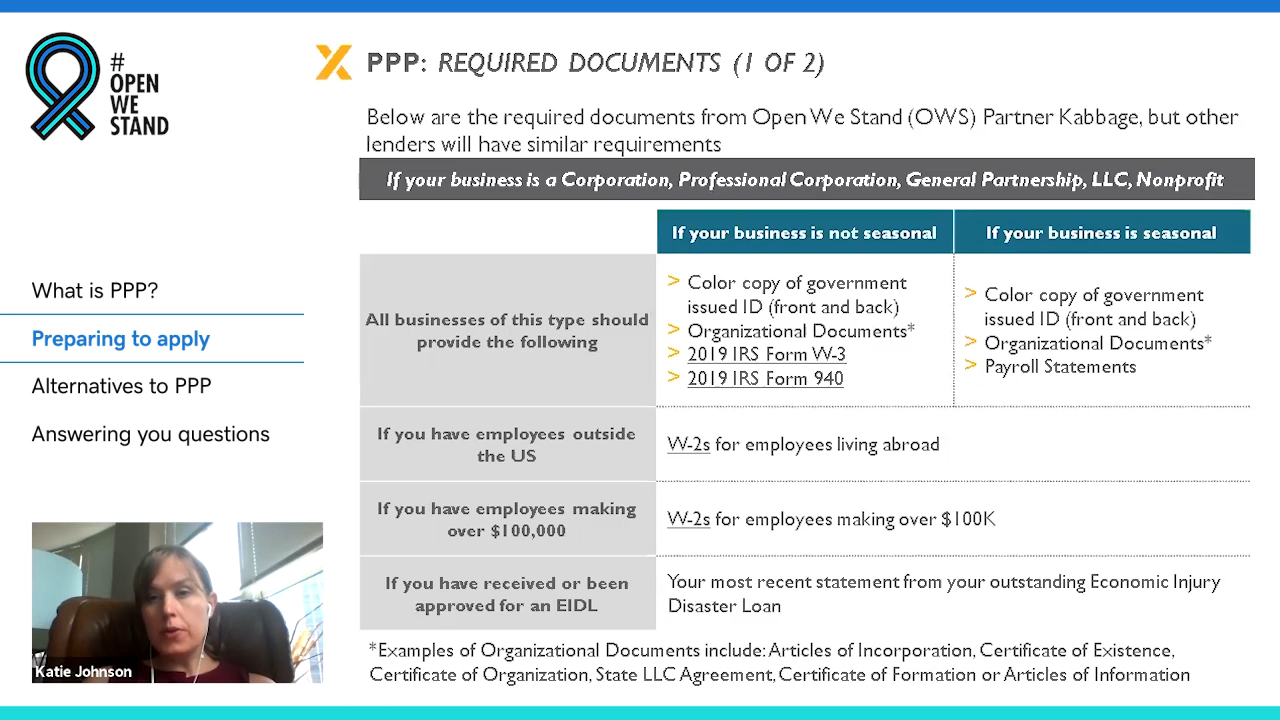 #
OPEN
WE
STAND
PPP: REQUIRED DOCUMENTS (1 OF 2)
Below are the required documents from Open We Stand (OWS) Partner Kabbage, but other
lenders will have similar requirements
If your business is a Corporation, Professional Corporation, General Partnership, LLC, Nonprofit
If your business is not seasonal
If your business is seasonal
All businesses of this type should
provide the following
> Color copy of government
issued ID (front and back)
> Organizational Documents*
> 2019 IRS Form W-3
> 2019 IRS Form 940
> Color copy of government
issued ID (front and back)
> Organizational Documents*
> Payroll Statements
If you have employees outside
the US
W-2s for employees living abroad
If you have employees making
over $100,000
W-2s for employees making over $100K
If you have received or been
approved for an EIDL
Your most recent statement from your outstanding Economic Injury
Disaster Loan
*Examples of Organizational Documents include: Articles of Incorporation, Certificate of Existence,
Certificate of Organization, State LLC Agreement, Certificate of Formation or Articles of Information
What is PPP?
Preparing to apply
Alternatives to PPP
Answering you questions
Katie Johnson